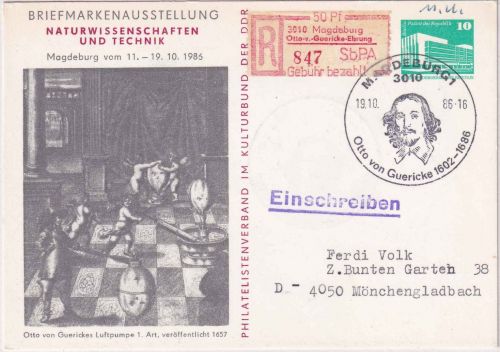 BRIEFMARKENAUSSTELLUNG
NATURWISSENSCHAFTEN
UND TECHNIK
Magdeburg vom 11. – 19. 10. 1986
PHILATELISTENVERBAND IM KULTURBUND DER DDR
R
50 Pf
3010 Magdeburg
Otto-v.-Guericke-Ehrung
847 SbPA
Gebühr bezahlt
10
MAGDEBURG 1
3010
19.10. 86-16
Otto von Guericke 1602-1686
Einschreiben
Ferdi Volk
Z.Bunten Garten 38
D - 4050 Mönchengladbach
Otto von Guerickes Luftpumpe 1. Art, veröffentlicht 1657